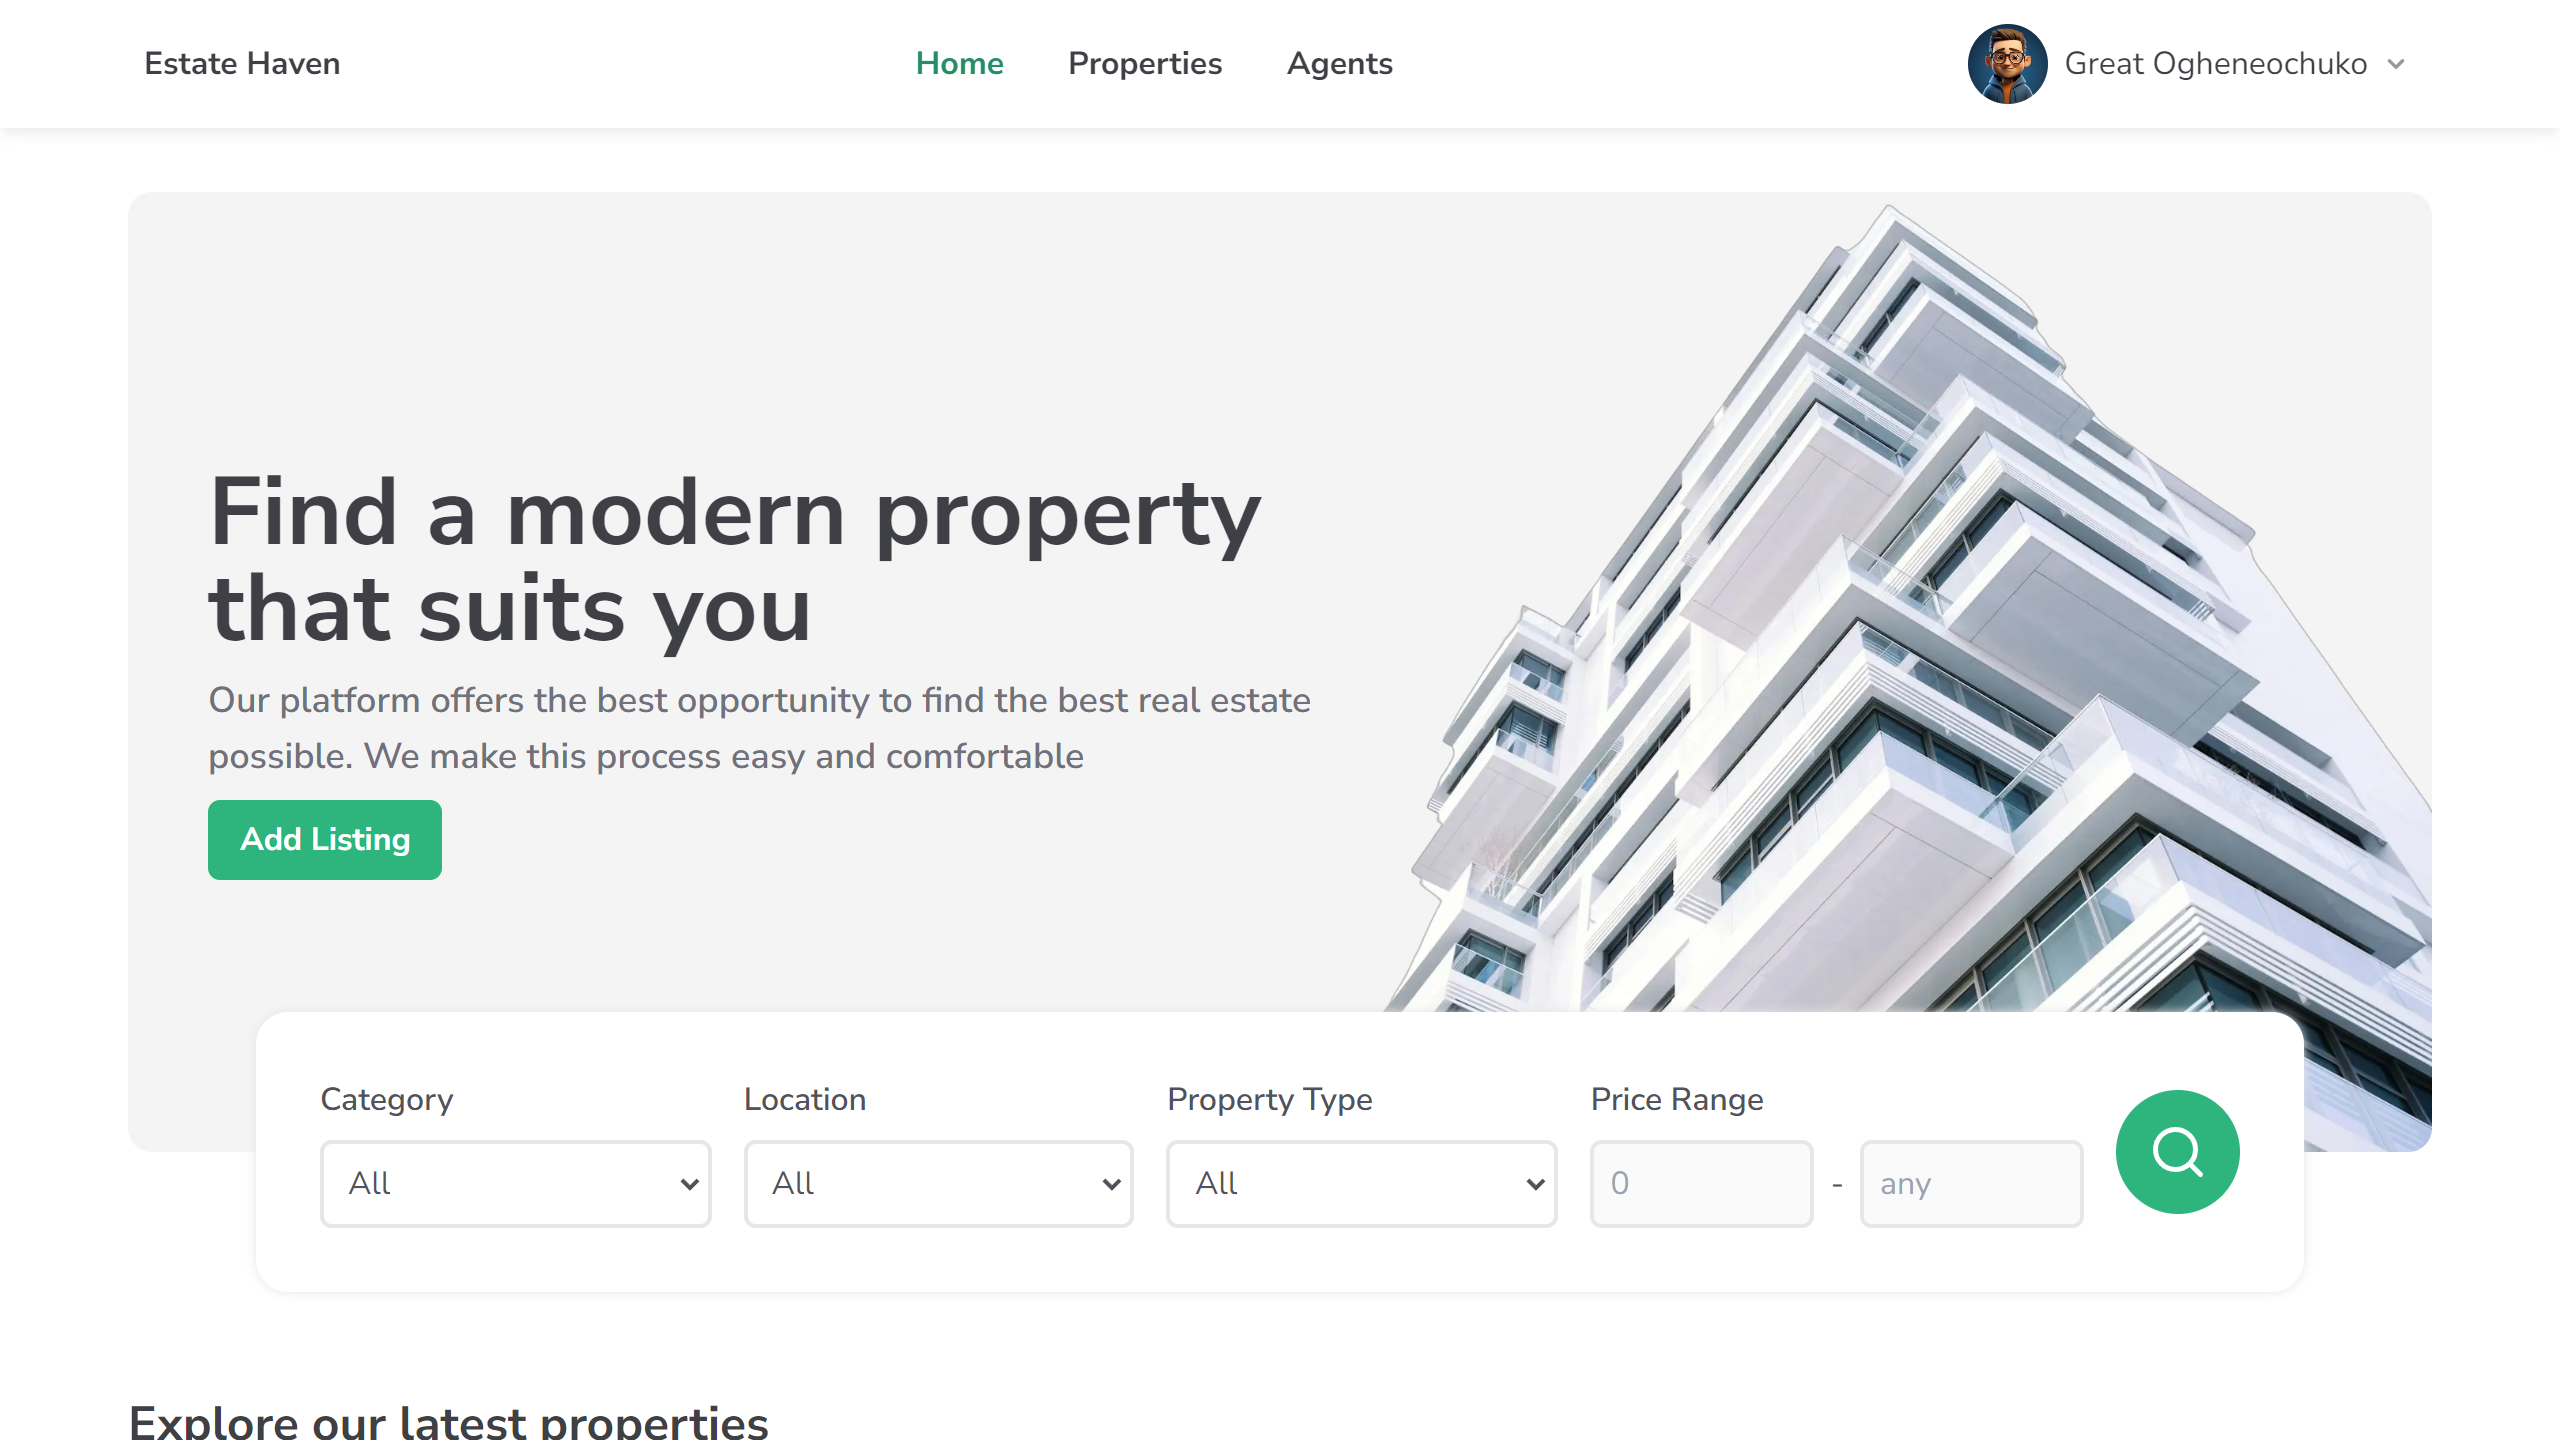 Estate Haven
Home
Properties
Agents
Great Ogheneochuko
Find a modern property
that suits you
Our platform offers the best opportunity to find the best real estate
possible. We make this process easy and comfortable
Add Listing
Category
Location
Property Type
Price Range
All
All
All
0
-
any
Explore our latest properties